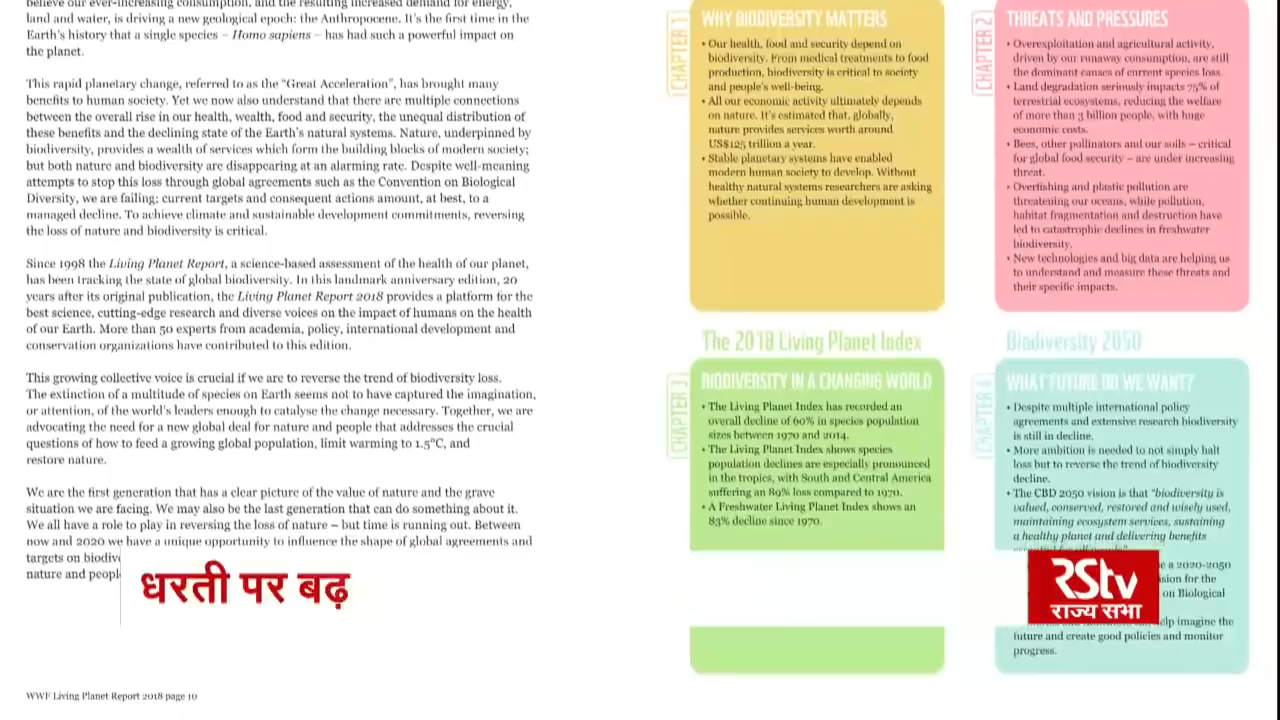 believe our ever-increasing consumption, and the resulting increased demand for energy,
land and water, is driving a new geological epoch: the Anthropocene. It's the first time in the
Earth's history that a single species – Homo sapiens – has had such a powerful impact on
the planet.
This rapid planetary change, referred to as the "Great Acceleration", has brought many
benefits to human society. Yet we now also understand that there are multiple connections
between the overall rise in our health, wealth, food and security, the unequal distribution of
these benefits and the declining state of the Earth's natural systems. Nature, underpinned by
biodiversity, provides a wealth of services which form the building blocks of modern society;
but both nature and biodiversity are disappearing at an alarming rate. Despite well-meaning
attempts to stop this loss through global agreements such as the Convention on Biological
Diversity, we are failing; current targets and consequent actions amount, at best, to a
managed decline. To achieve climate and sustainable development commitments, reversing
the loss of nature and biodiversity is critical.
Since 1998 the Living Planet Report, a science-based assessment of the health of our planet,
has been tracking the state of global biodiversity. In this landmark anniversary edition, 20
years after its original publication, the Living Planet Report 2018 provides a platform for the
best science, cutting-edge research and diverse voices on the impact of humans on the health
of our Earth. More than 50 experts from academia, policy, international development and
conservation organizations have contributed to this edition.
This growing collective voice is crucial if we are to reverse the trend of biodiversity loss.
The extinction of a multitude of species on Earth seems not to have captured the imagination,
or attention, of the world's leaders enough to catalyse the change necessary. Together, we are
advocating the need for a new global deal for nature and people that addresses the crucial
questions of how to feed a growing global population, limit warming to 1.5°C, and
restore nature.
We are the first generation that has a clear picture of the value of nature and the grave
situation we are facing. We may also be the last generation that can do something about it.
We all have a role to play in reversing the loss of nature – but time is running out. Between
now and 2020 we have a unique opportunity to influence the shape of global agreements and
targets on biodiv
nature and peopl
WWF Living Planet Report 2018 page 10
CHAPTER 1
WHY BIODIVERSITY MATTERS
• Our health, food and security depend on
biodiversity. From medical treatments to food
production, biodiversity is critical to society
and people's well-being.
• All our economic activity ultimately depends
on nature. It's estimated that, globally,
nature provides services worth around
US$125 trillion a year.
• Stable planetary systems have enabled
modern human society to develop. Without
healthy natural systems researchers are asking
whether continuing human development is
possible.
CHAPTER 2
THREATS AND PRESSURES
• Overexploitation and agricultural activity,
driven by our runaway consumption, are still
the dominant causes of current species loss.
• Land degradation seriously impacts 75% of
terrestrial ecosystems, reducing the welfare
of more than 3 billion people, with huge
economic costs.
• Bees, other pollinators and our soils – critical
for global food security – are under increasing
threat.
• Overfishing and plastic pollution are
threatening our oceans, while pollution,
habitat fragmentation and destruction have
led to catastrophic declines in freshwater
biodiversity.
• New technologies and big data are helping us
to understand and measure these threats and
their specific impacts.
The 2018 Living Planet Index
CHAPTER 3
BIODIVERSITY IN A CHANGING WORLD
• The Living Planet Index has recorded an
overall decline of 60% in species population
sizes between 1970 and 2014.
• The Living Planet Index shows species
population declines are especially pronounced
in the tropics, with South and Central America
suffering an 89% loss compared to 1970.
• A Freshwater Living Planet Index shows an
83% decline since 1970.
Biodiversity 2050
CHAPTER 4
WHAT FUTURE DO WE WANT?
• Despite multiple international policy
agreements and extensive research biodiversity
is still in decline.
• More ambition is needed to not simply halt
loss but to reverse the trend of biodiversity
decline.
• The CBD 2050 vision is that "biodiversity is
valued, conserved, restored and wisely used,
maintaining ecosystem services, sustaining
a healthy planet and delivering benefits
e a 2020-2050
sion for the
on Biological
elp imagine the
future and create good policies and monitor
progress.
धरती पर बढ़
RStv
राज्य सभा